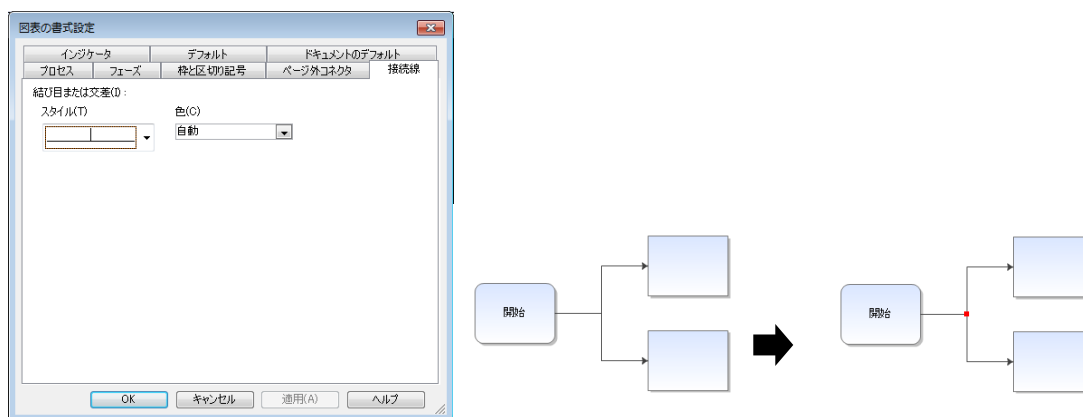 図表の書式設定
インジケータ デフォルト ドキュメントのデフォルト
プロセス フェーズ 枠と区切り記号 ページ外コネクタ 接続線
結び目または交差(I):
スタイル(T) 色(C)
自動
OK キャンセル 適用(A) ヘルプ
開始
開始